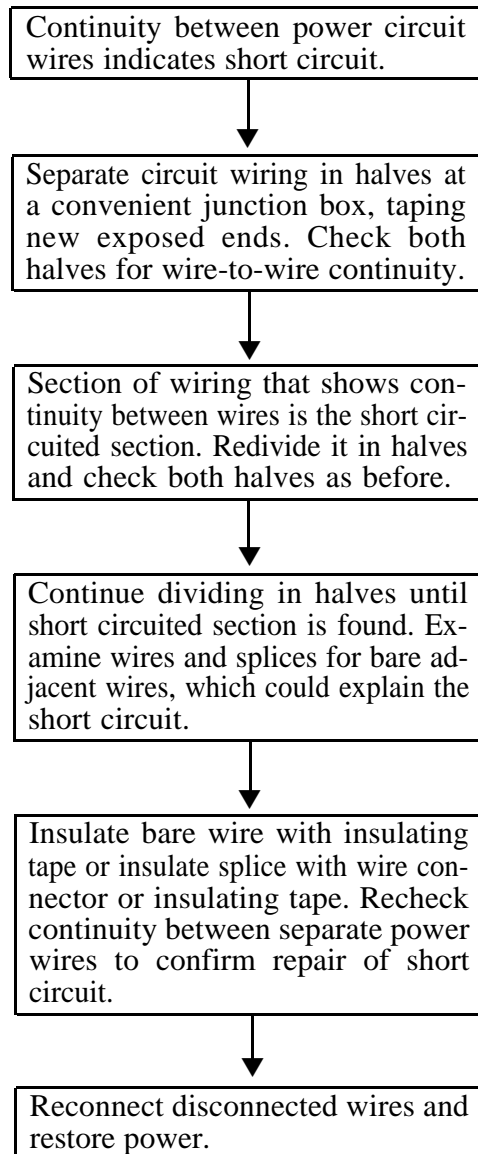 Continuity between power circuit
wires indicates short circuit.
Separate circuit wiring in halves at
a convenient junction box, taping
new exposed ends. Check both
halves for wire-to-wire continuity.
Section of wiring that shows con-
tinuity between wires is the short cir-
cuited section. Redivide it in halves
and check both halves as before.
Continue dividing in halves until
short circuited section is found. Ex-
amine wires and splices for bare ad-
jacent wires, which could explain the
short circuit.
Insulate bare wire with insulating
tape or insulate splice with wire con-
nector or insulating tape. Recheck
continuity between separate power
wires to confirm repair of short
circuit.
Reconnect disconnected wires and
restore power.